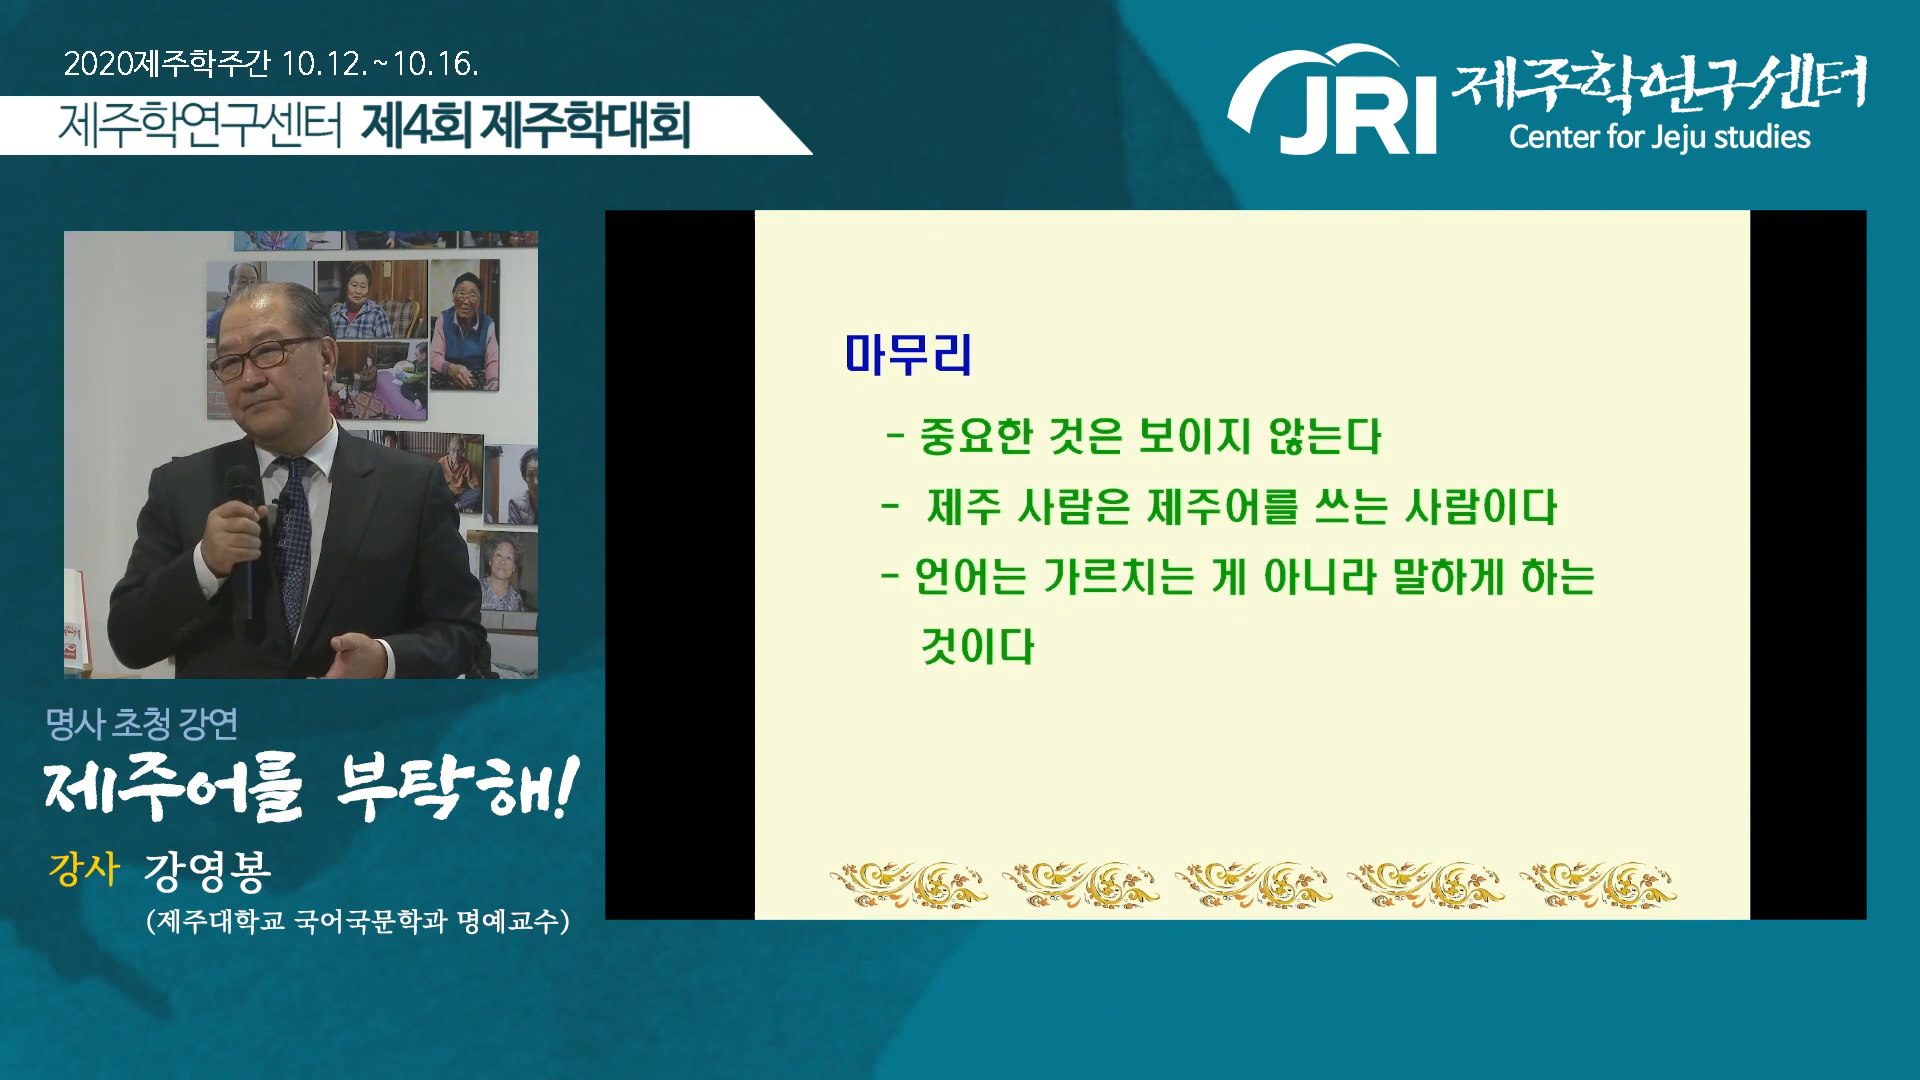 2020제주학주간 10.12.~10.16.
제주학연구센터 제4회 제주학대회
JRI 제주학연구센터
Center for Jeju studies
마무리
- 중요한 것은 보이지 않는다
- 제주 사람은 제주어를 쓰는 사람이다
- 언어는 가르치는 게 아니라 말하게 하는
것이다
명사 초청 강연
제주어를 부탁해!
강사 강영봉
(제주대학교 국어국문학과 명예교수)